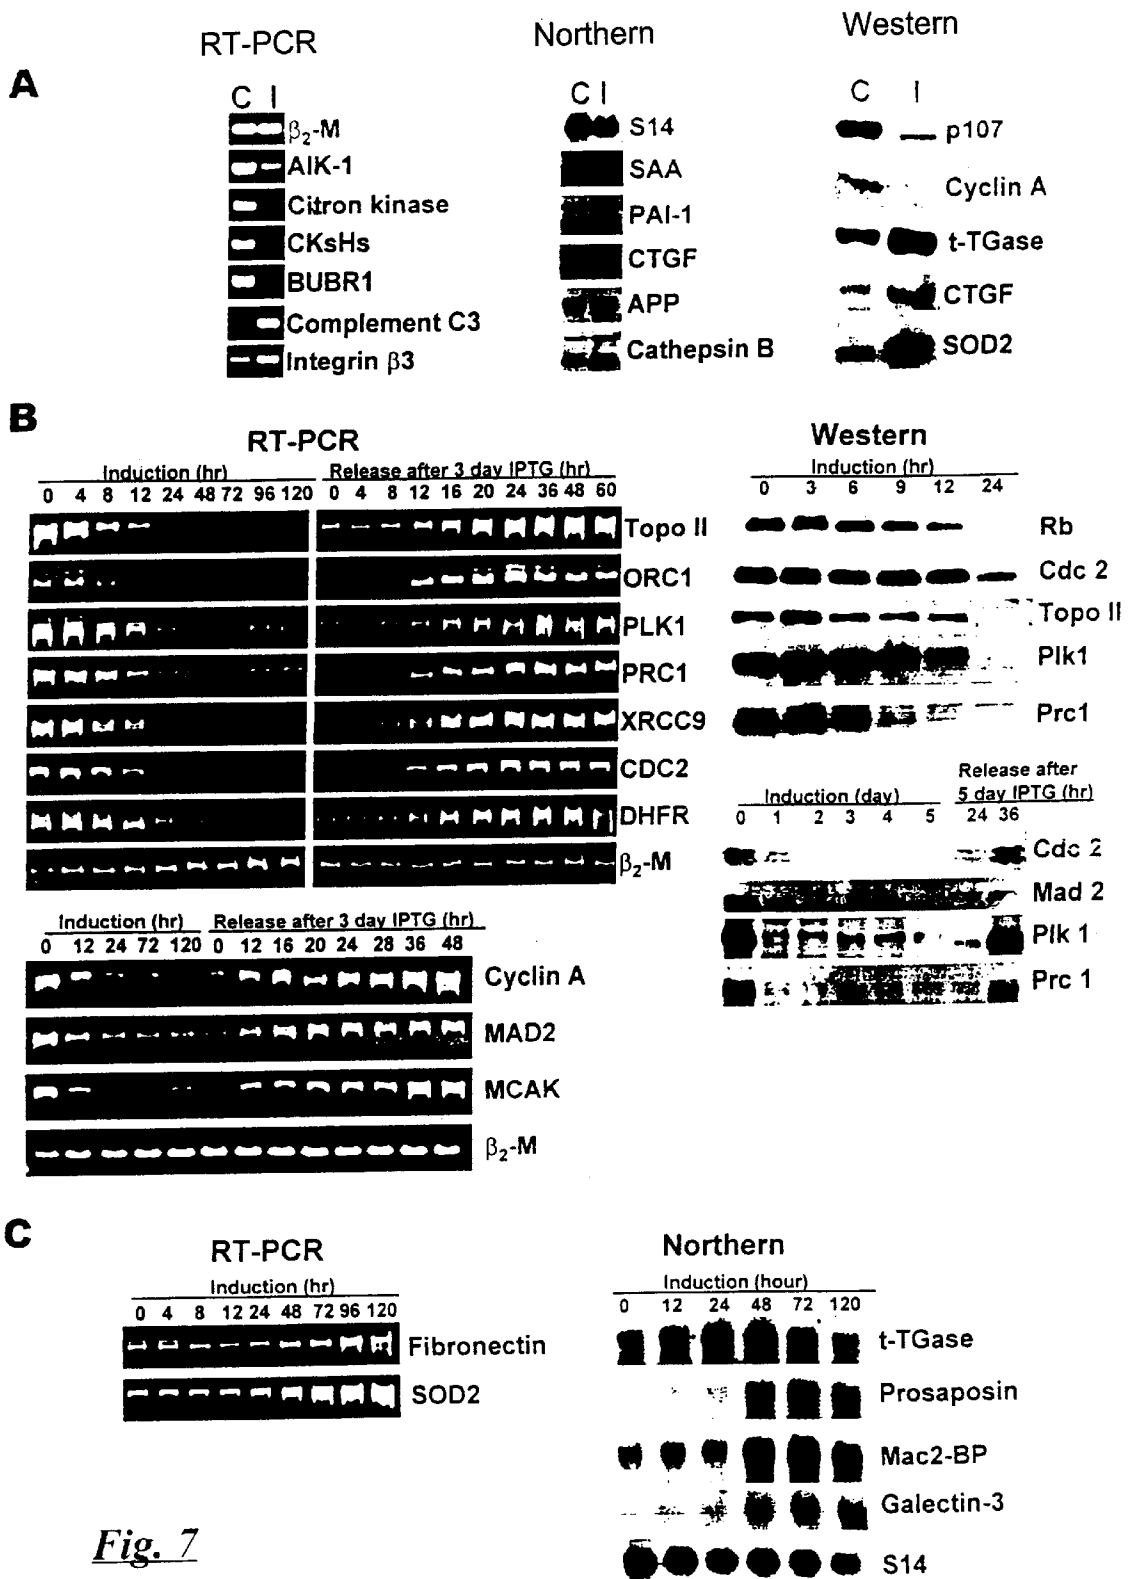 RT-PCR
Northern
Western
A
C I
β₂-M
AIK-1
Citron kinase
CKsHs
BUBR1
Complement C3
Integrin β3
C I
S14
SAA
PAI-1
CTGF
APP
Cathepsin B
C I
p107
Cyclin A
t-TGase
CTGF
SOD2
B
RT-PCR
Induction (hr)
0 4 8 12 24 48 72 96 120
Release after 3 day IPTG (hr)
0 4 8 12 16 20 24 36 48 60
Topo II
ORC1
PLK1
PRC1
XRCC9
CDC2
DHFR
β₂-M
Induction (hr)
0 12 24 72 120
Release after 3 day IPTG (hr)
0 12 16 20 24 28 36 48
Cyclin A
MAD2
MCAK
β₂-M
Western
Induction (hr)
0 3 6 9 12 24
Rb
Cdc 2
Topo II
Plk1
Prc1
Induction (day)
0 1 2 3 4 5
Release after
5 day IPTG (hr)
24 36
Cdc 2
Mad 2
Plk 1
Prc 1
C
RT-PCR
Induction (hr)
0 4 8 12 24 48 72 96 120
Fibronectin
SOD2
Northern
Induction (hour)
0 12 24 48 72 120
t-TGase
Prosaposin
Mac2-BP
Galectin-3
S14
Fig. 7